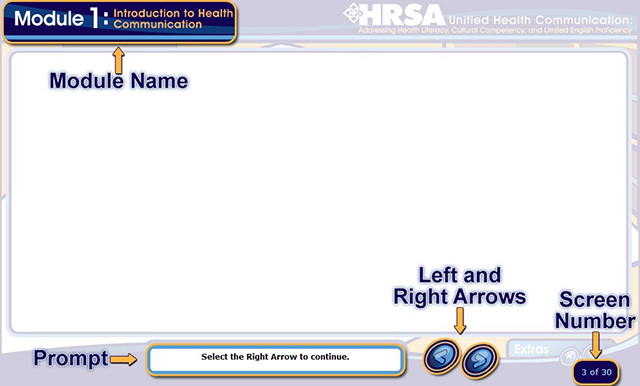 Module 1: Introduction to Health
Communication
HRSA Unified Health Communication:
Addressing Health Literacy, Cultural Competency, and Limited English Proficiency
Module Name
Left and
Right Arrows
Screen
Number
Extras
Prompt
Select the Right Arrow to continue.
3 of 30